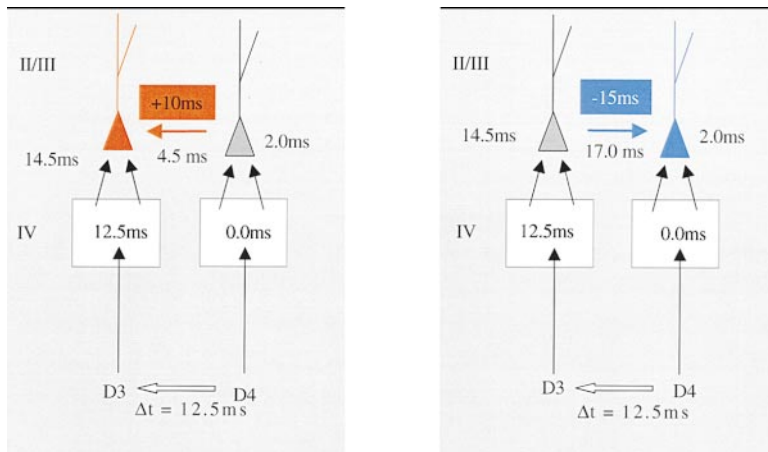 II/III
+10ms
14.5ms
4.5 ms
2.0ms
IV
12.5ms
0.0ms
D3
D4
Δt = 12.5ms
II/III
-15ms
14.5ms
17.0 ms
2.0ms
IV
12.5ms
0.0ms
D3
D4
Δt = 12.5ms